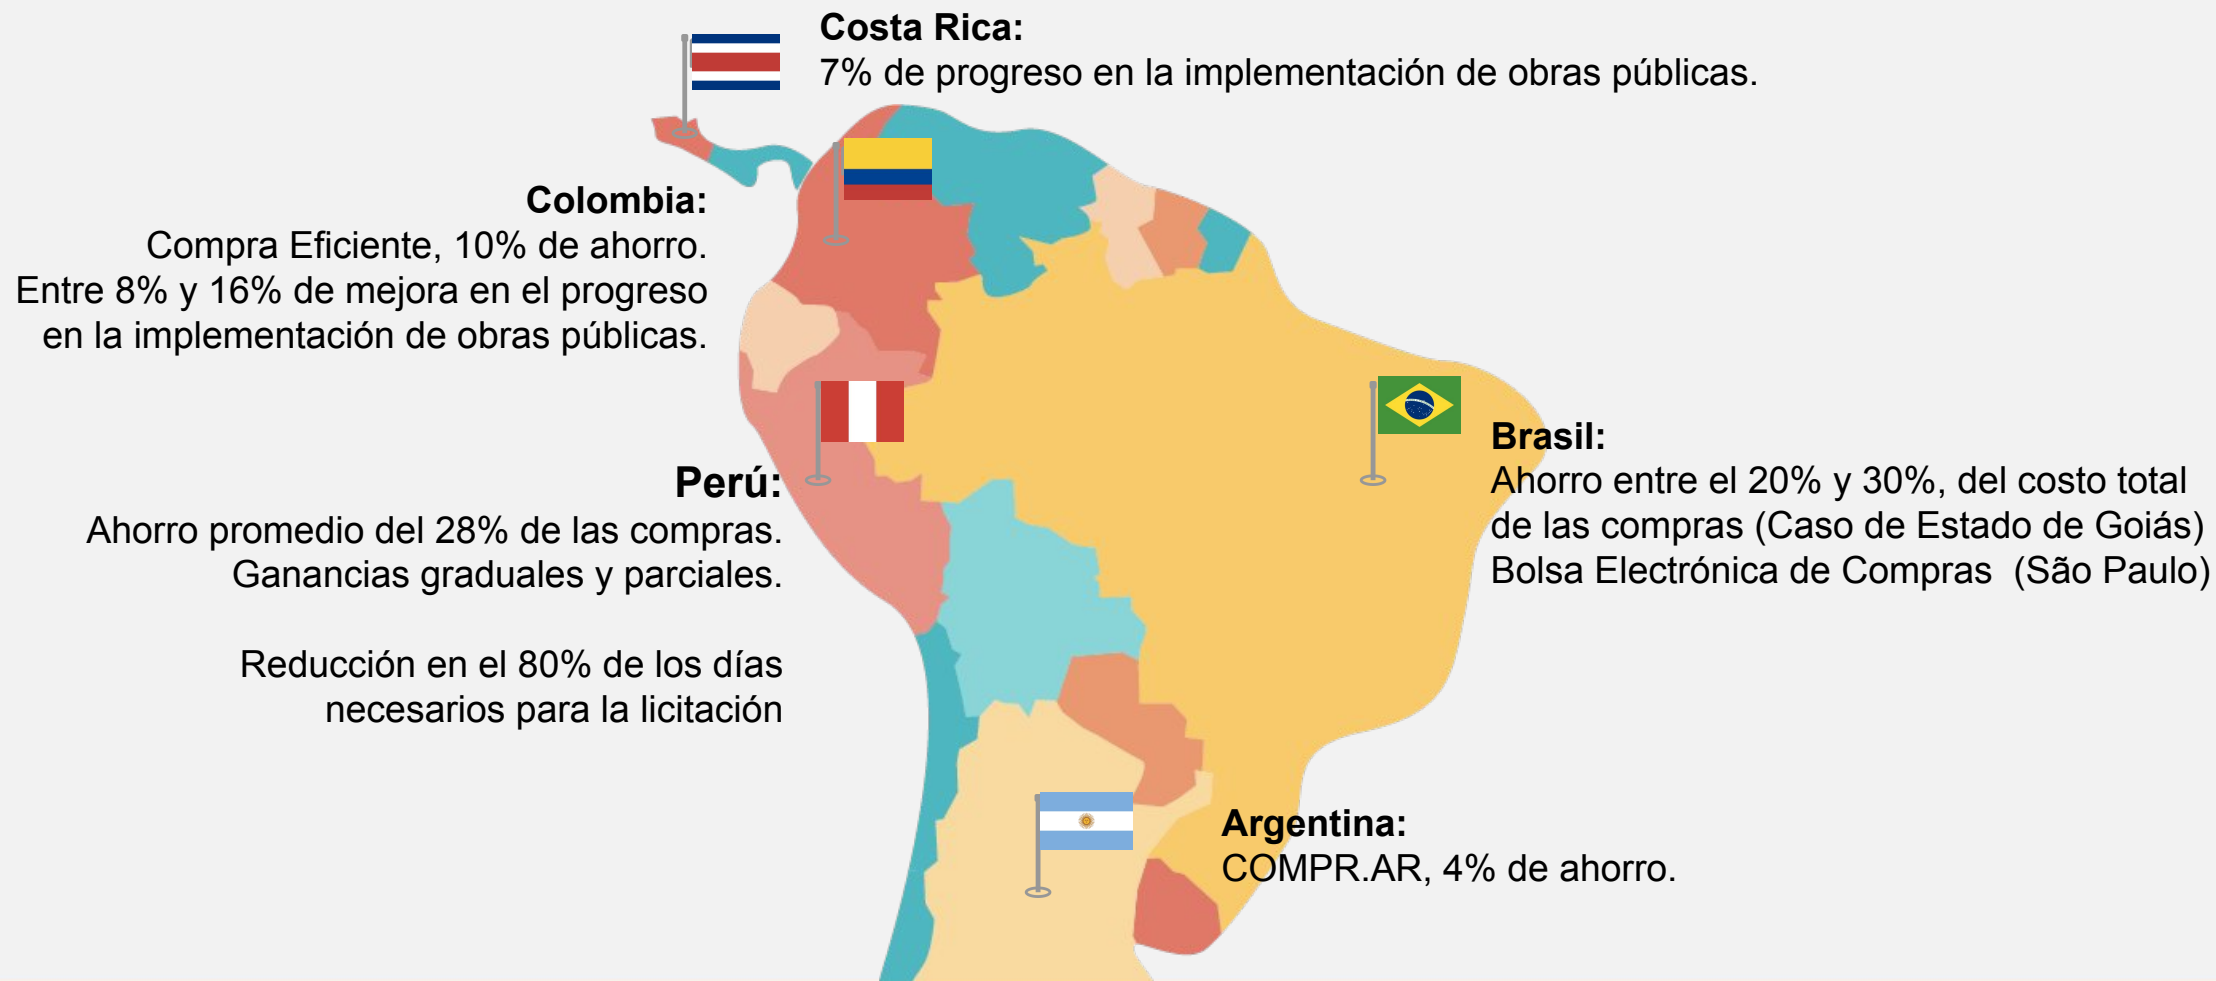 Costa Rica:
7% de progreso en la implementación de obras públicas.
Colombia:
Compra Eficiente, 10% de ahorro.
Entre 8% y 16% de mejora en el progreso
en la implementación de obras públicas.
Perú:
Ahorro promedio del 28% de las compras.
Ganancias graduales y parciales.
Reducción en el 80% de los días
necesarios para la licitación
Brasil:
Ahorro entre el 20% y 30%, del costo total
de las compras (Caso de Estado de Goiás)
Bolsa Electrónica de Compras (São Paulo)
Argentina:
COMPR.AR, 4% de ahorro.